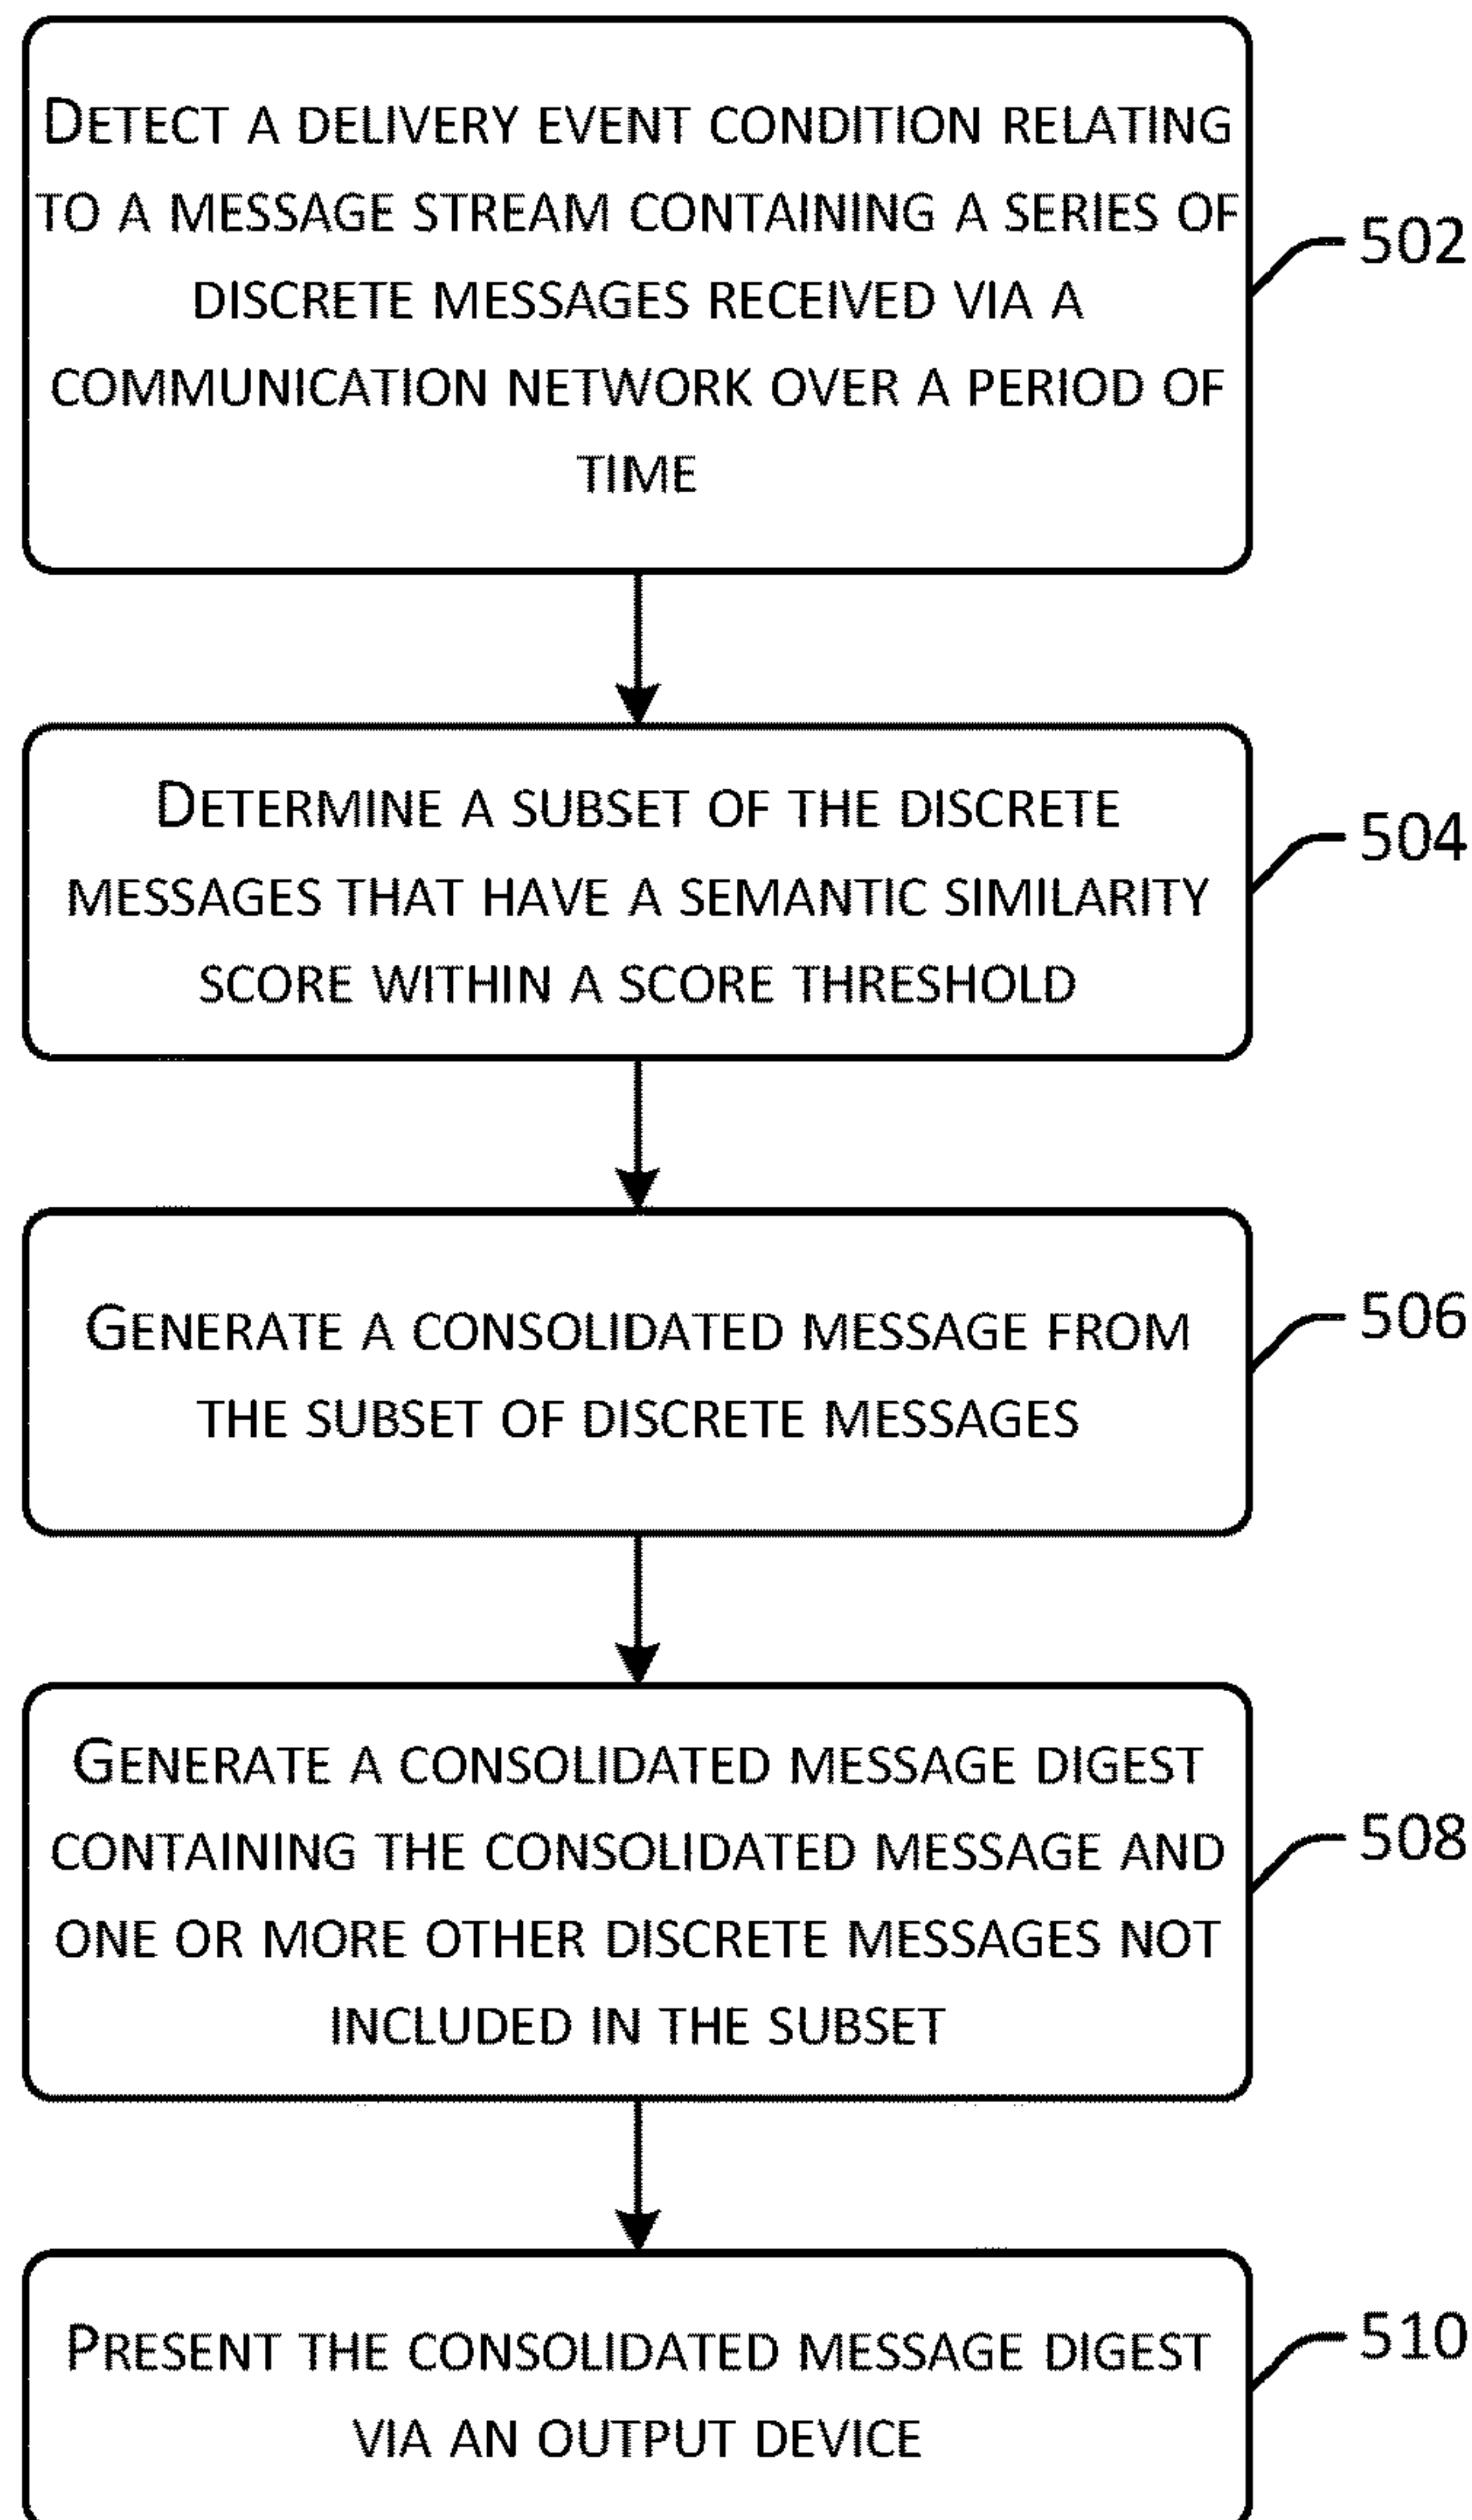 DETECT A DELIVERY EVENT CONDITION RELATING
TO A MESSAGE STREAM CONTAINING A SERIES OF
DISCRETE MESSAGES RECEIVED VIA A
COMMUNICATION NETWORK OVER A PERIOD OF
TIME
502
DETERMINE A SUBSET OF THE DISCRETE
MESSAGES THAT HAVE A SEMANTIC SIMILARITY
SCORE WITHIN A SCORE THRESHOLD
504
GENERATE A CONSOLIDATED MESSAGE FROM
THE SUBSET OF DISCRETE MESSAGES
506
GENERATE A CONSOLIDATED MESSAGE DIGEST
CONTAINING THE CONSOLIDATED MESSAGE AND
ONE OR MORE OTHER DISCRETE MESSAGES NOT
INCLUDED IN THE SUBSET
508
PRESENT THE CONSOLIDATED MESSAGE DIGEST
VIA AN OUTPUT DEVICE
510